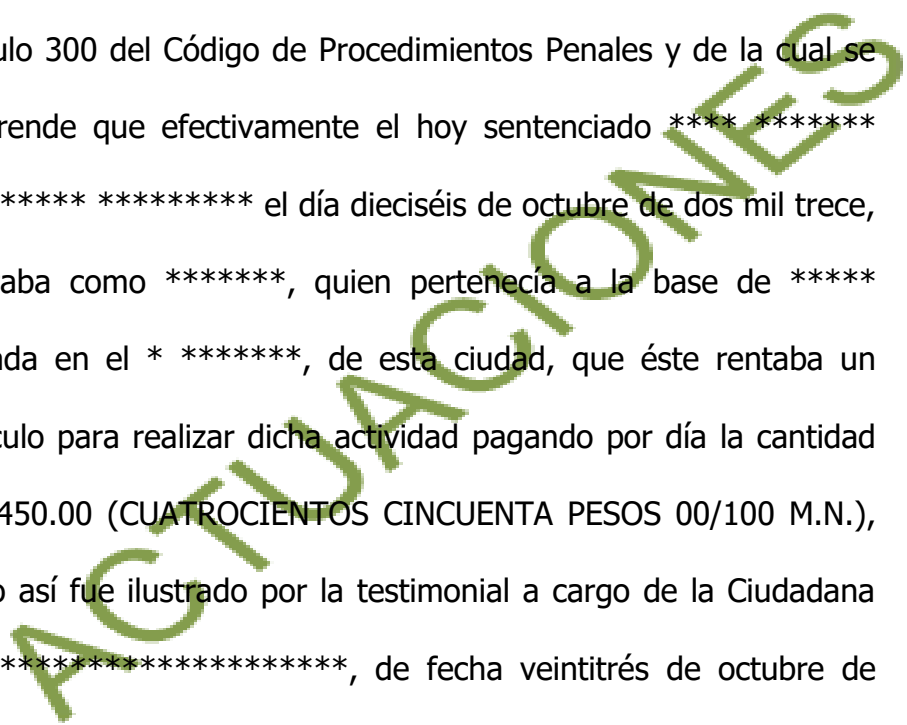 ulo 300 del Código de Procedimientos Penales y de la cual se
rende que efectivamente el hoy sentenciado **** *******
***** ********* el día dieciséis de octubre de dos mil trece,
aba como *******, quien pertenecía a la base de *****
ada en el * *******, de esta ciudad, que éste rentaba un
culo para realizar dicha actividad pagando por día la cantidad
450.00 (CUATROCIENTOS CINCUENTA PESOS 00/100 M.N.),
o así fue ilustrado por la testimonial a cargo de la Ciudadana
********************, de fecha veintitrés de octubre de
ACTUACIONES